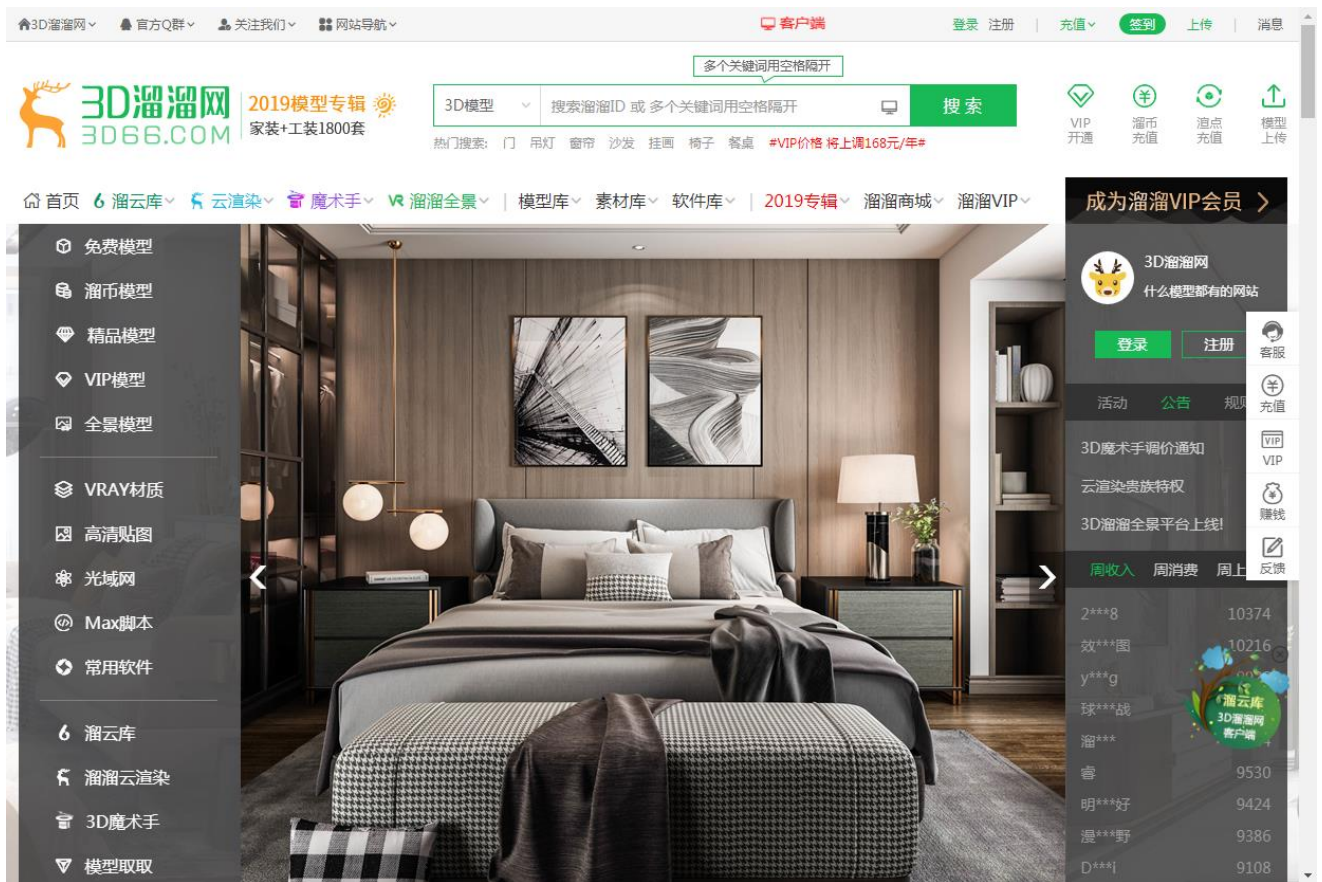 3D溜溜网 官方Q群 关注我们 网站导航 客户端 登录 注册 充值 签到 上传 消息
多个关键词用空格隔开
3D溜溜网
3D66.COM
2019模型专辑
家装+工装1800套
3D模型 搜索溜溜ID 或 多个关键词用空格隔开 搜索
热门搜索: 门 吊灯 窗帘 沙发 挂画 椅子 餐桌 #VIP价格 将上调168元/年#
VIP
开通
溜币
充值
渲点
充值
模型
上传
首页 溜云库 云渲染 魔术手 VR 溜溜全景 模型库 素材库 软件库 2019专辑 溜溜商城 溜溜VIP
成为溜溜VIP会员
免费模型
溜币模型
精品模型
VIP模型
全景模型
VRAY材质
高清贴图
光域网
Max脚本
常用软件
溜云库
溜溜云渲染
3D魔术手
模型取取
3D溜溜网
什么模型都有的网站
登录 注册
活动 公告
3D魔术手调价通知
云渲染贵族特权
3D溜溜全景平台上线!
周收入 周消费 周上
2***8 10374
效***图 10216
y***g
球***战
溜***
睿 9530
明***好 9424
漫***野 9386
D***i 9108
客服
¥
充值
VIP
VIP
赚钱
反馈
溜云库
3D溜溜网
客户端